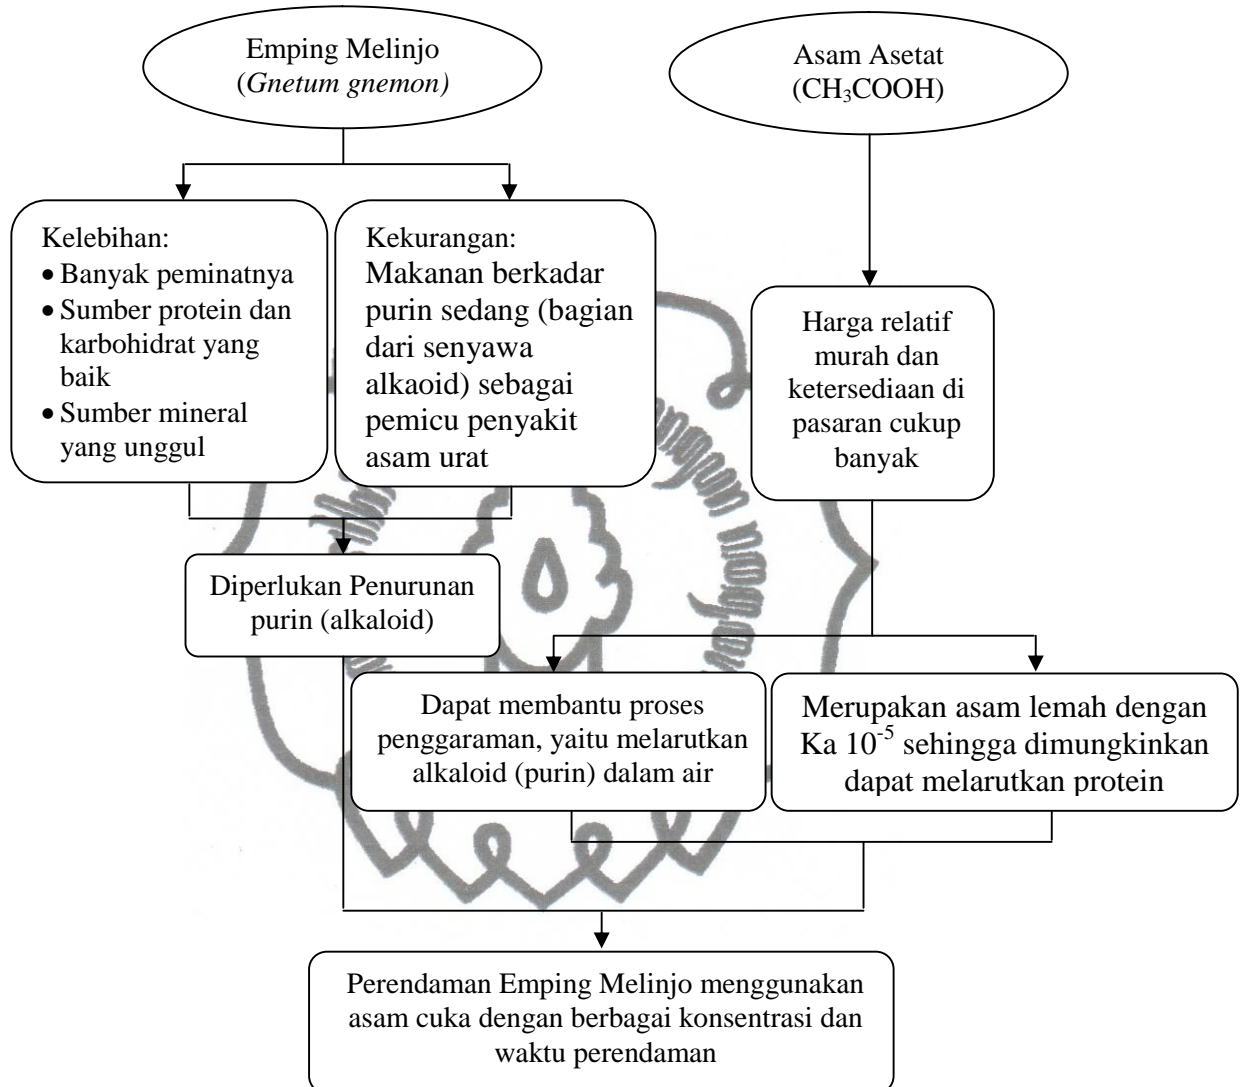 Emping Melinjo
(Gnetum gnemon)
Asam Asetat
(CH₃COOH)
Kelebihan:
• Banyak peminatnya
• Sumber protein dan
karbohidrat yang
baik
• Sumber mineral
yang unggul
Kekurangan:
Makanan berkadar
purin sedang (bagian
dari senyawa
alkaoid) sebagai
pemicu penyakit
asam urat
Harga relatif
murah dan
ketersediaan di
pasaran cukup
banyak
Diperlukan Penurunan
purin (alkaloid)
Dapat membantu proses
penggaraman, yaitu melarutkan
alkaloid (purin) dalam air
Merupakan asam lemah dengan
Ka 10⁻⁵ sehingga dimungkinkan
dapat melarutkan protein
Perendaman Emping Melinjo menggunakan
asam cuka dengan berbagai konsentrasi dan
waktu perendaman